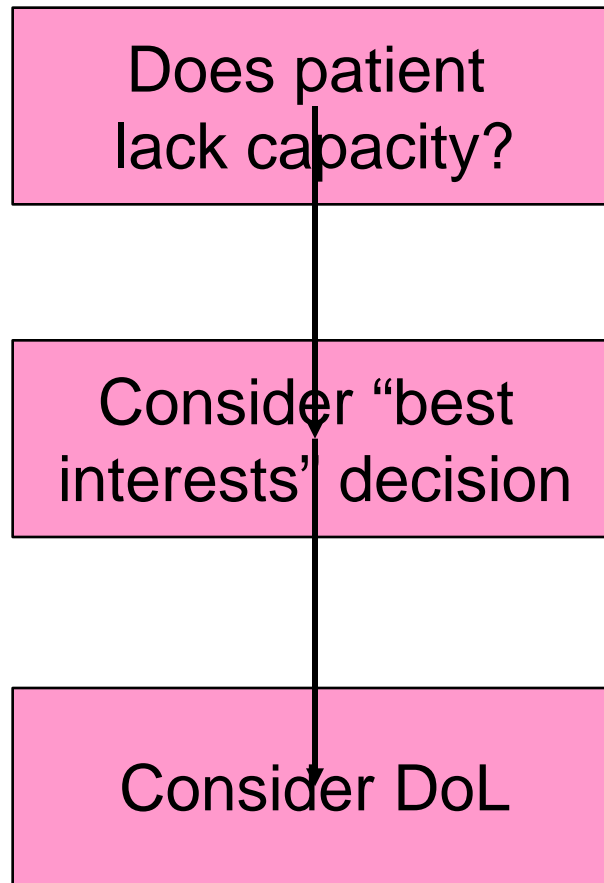 Does patient
lack capacity?
Consider “best
interests” decision
Consider DoL